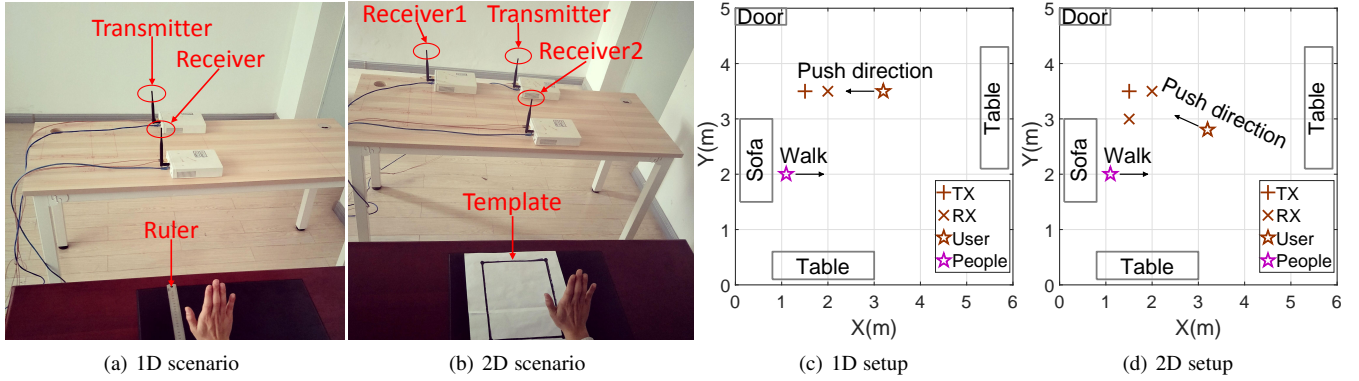 Transmitter
Receiver
Ruler
(a) 1D scenario
Receiver1
Transmitter
Receiver2
Template
(b) 2D scenario
Door
Push direction
Table
Sofa
Walk
Table
TX
RX
User
People
5
4
3
2
1
0
Y(m)
0 1 2 3 4 5 6
X(m)
(c) 1D setup
Door
Push direction
Table
Sofa
Walk
Table
TX
RX
User
People
5
4
3
2
1
0
Y(m)
0 1 2 3 4 5 6
X(m)
(d) 2D setup